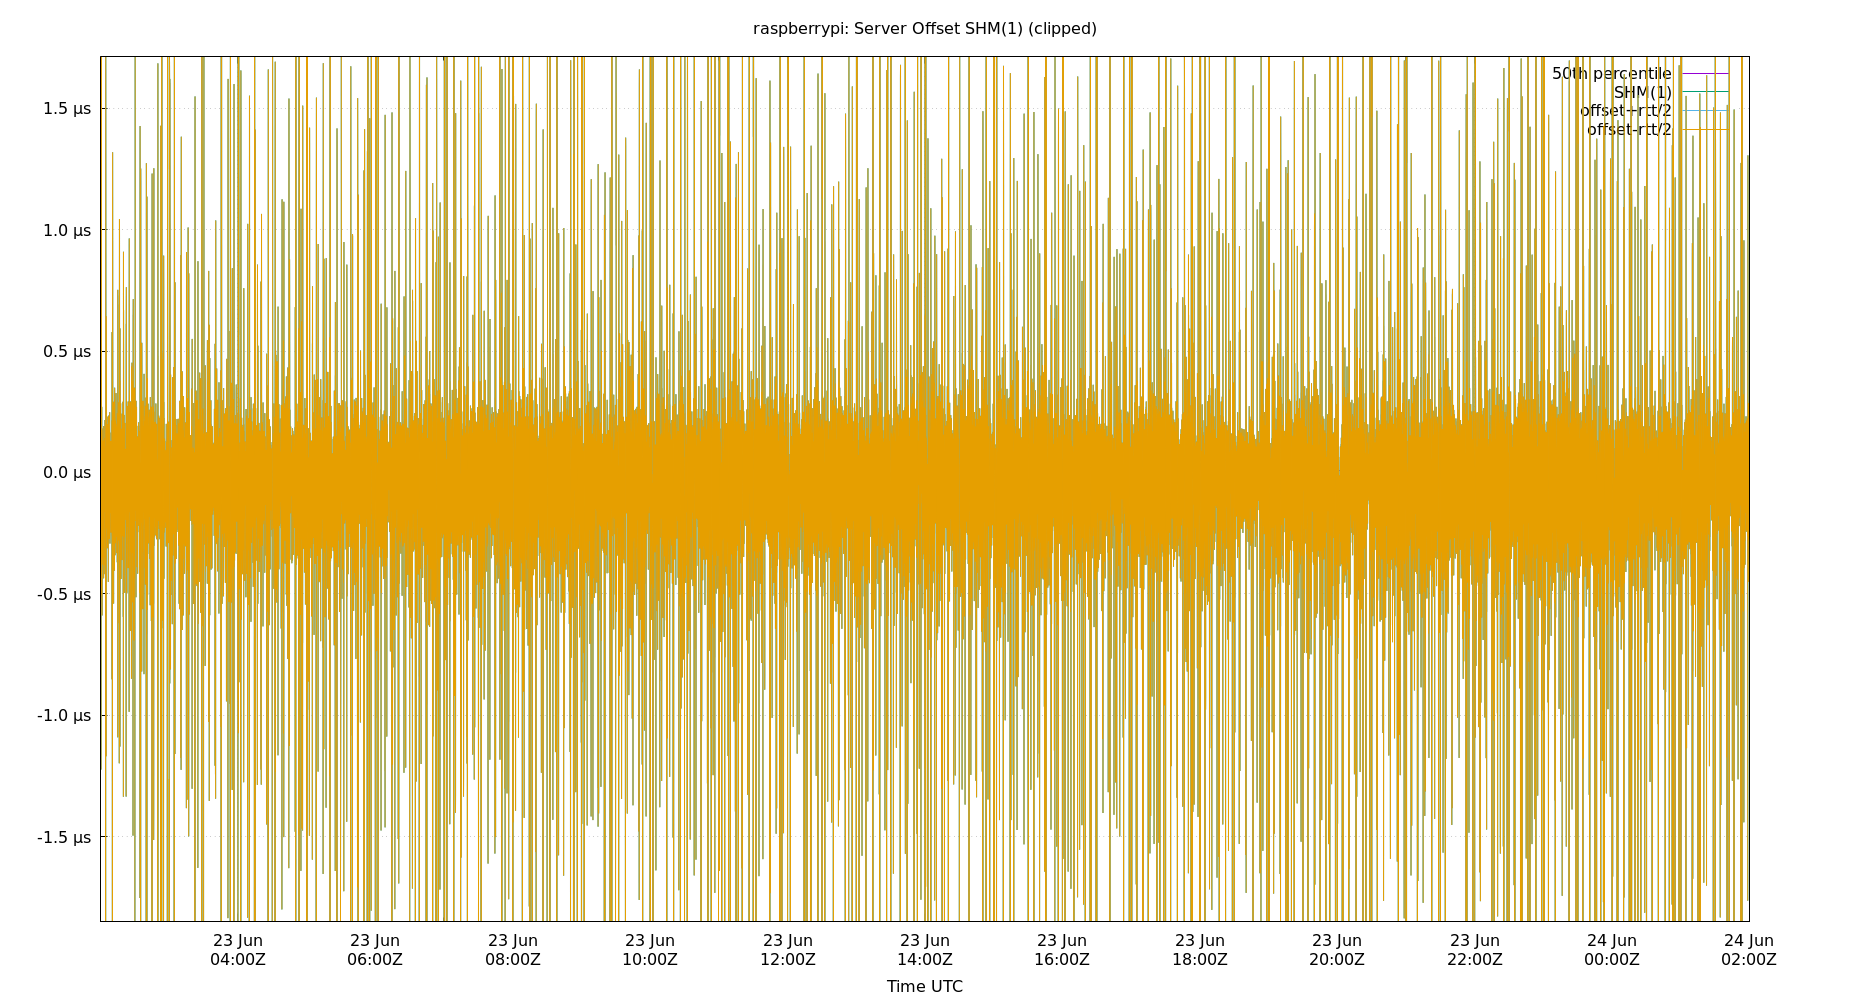 raspberrypi: Server Offset SHM(1) (clipped)
50th percentile
SHM(1)
offset+rtt/2
offset-rtt/2
1.5 µs
1.0 µs
0.5 µs
0.0 µs
-0.5 µs
-1.0 µs
-1.5 µs
23 Jun 23 Jun 23 Jun 23 Jun 23 Jun 23 Jun 23 Jun 23 Jun 23 Jun 23 Jun 24 Jun 24 Jun
04:00Z 06:00Z 08:00Z 10:00Z 12:00Z 14:00Z 16:00Z 18:00Z 20:00Z 22:00Z 00:00Z 02:00Z
Time UTC